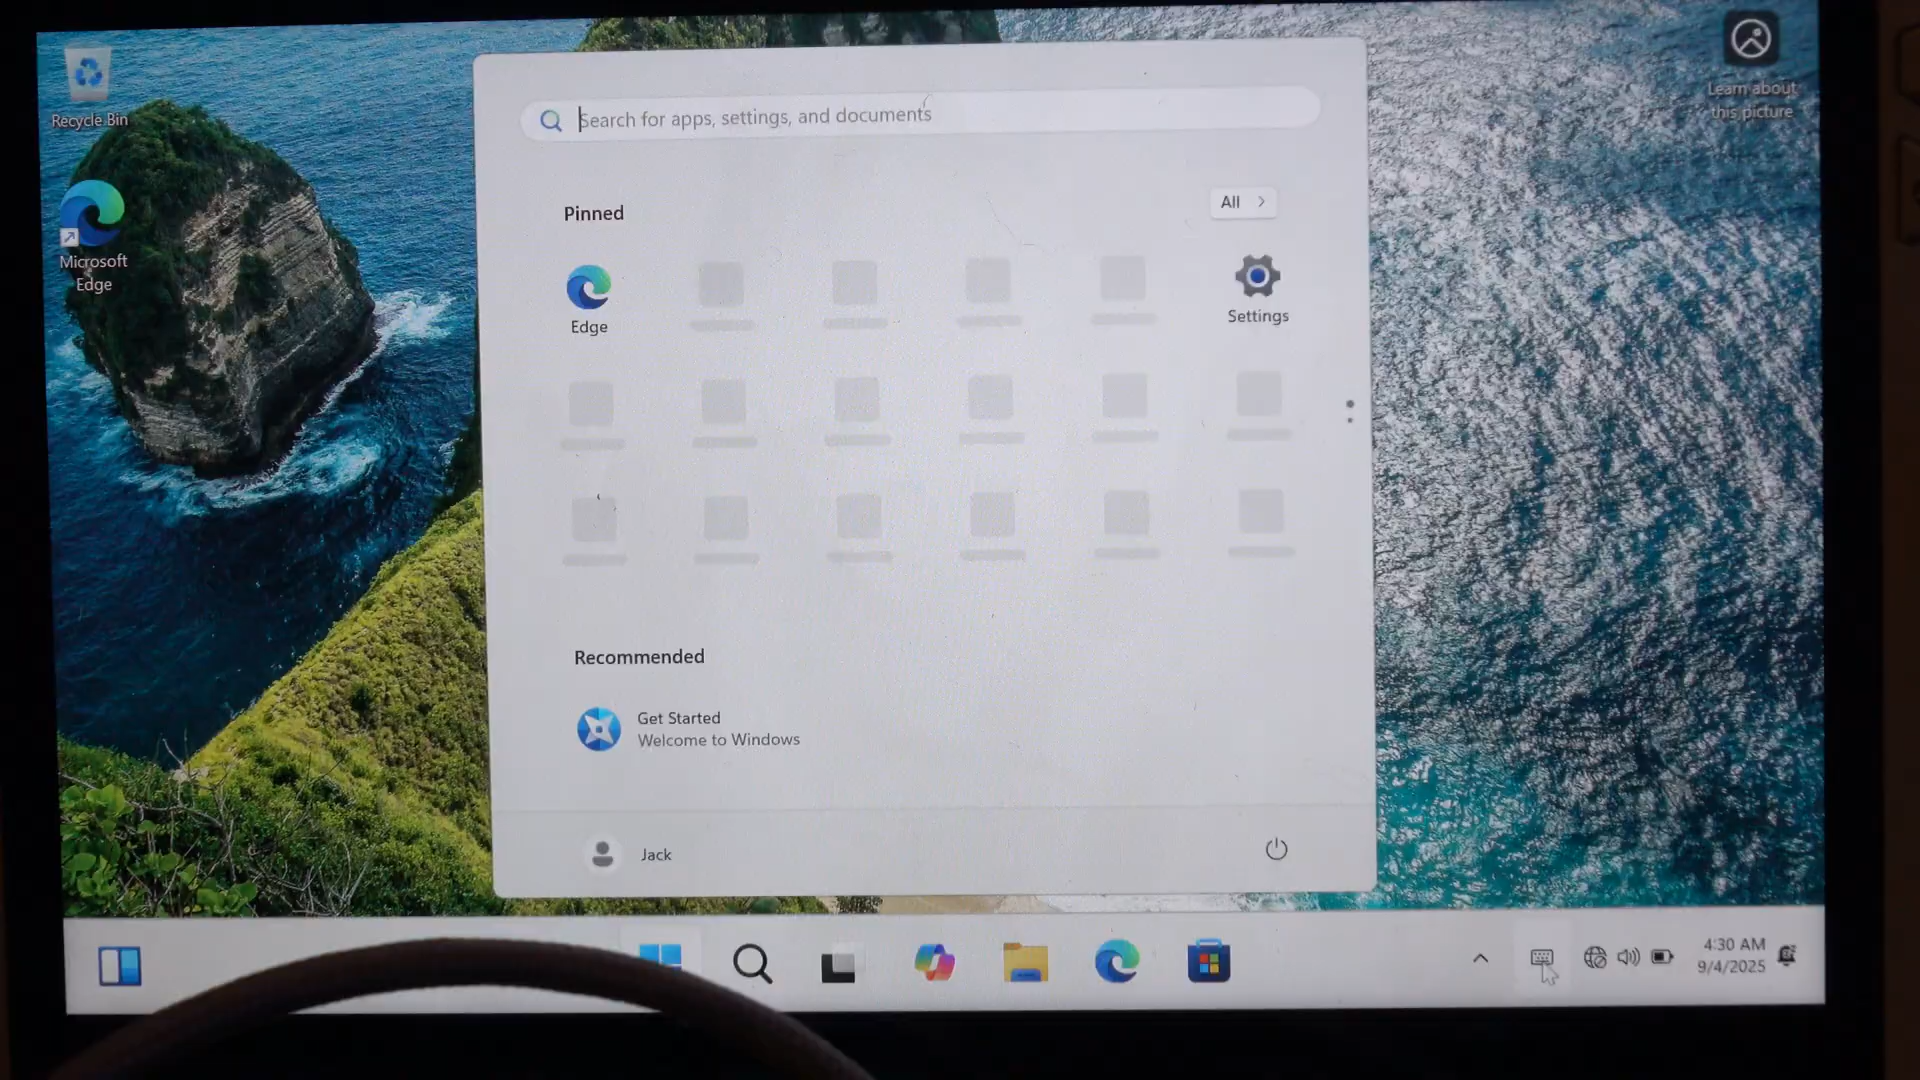 Recycle Bin
Microsoft
Edge
Learn about
this picture
Search for apps, settings, and documents
Pinned
All
Edge
Settings
Recommended
Get Started
Welcome to Windows
Jack
4:30 AM
9/4/2025